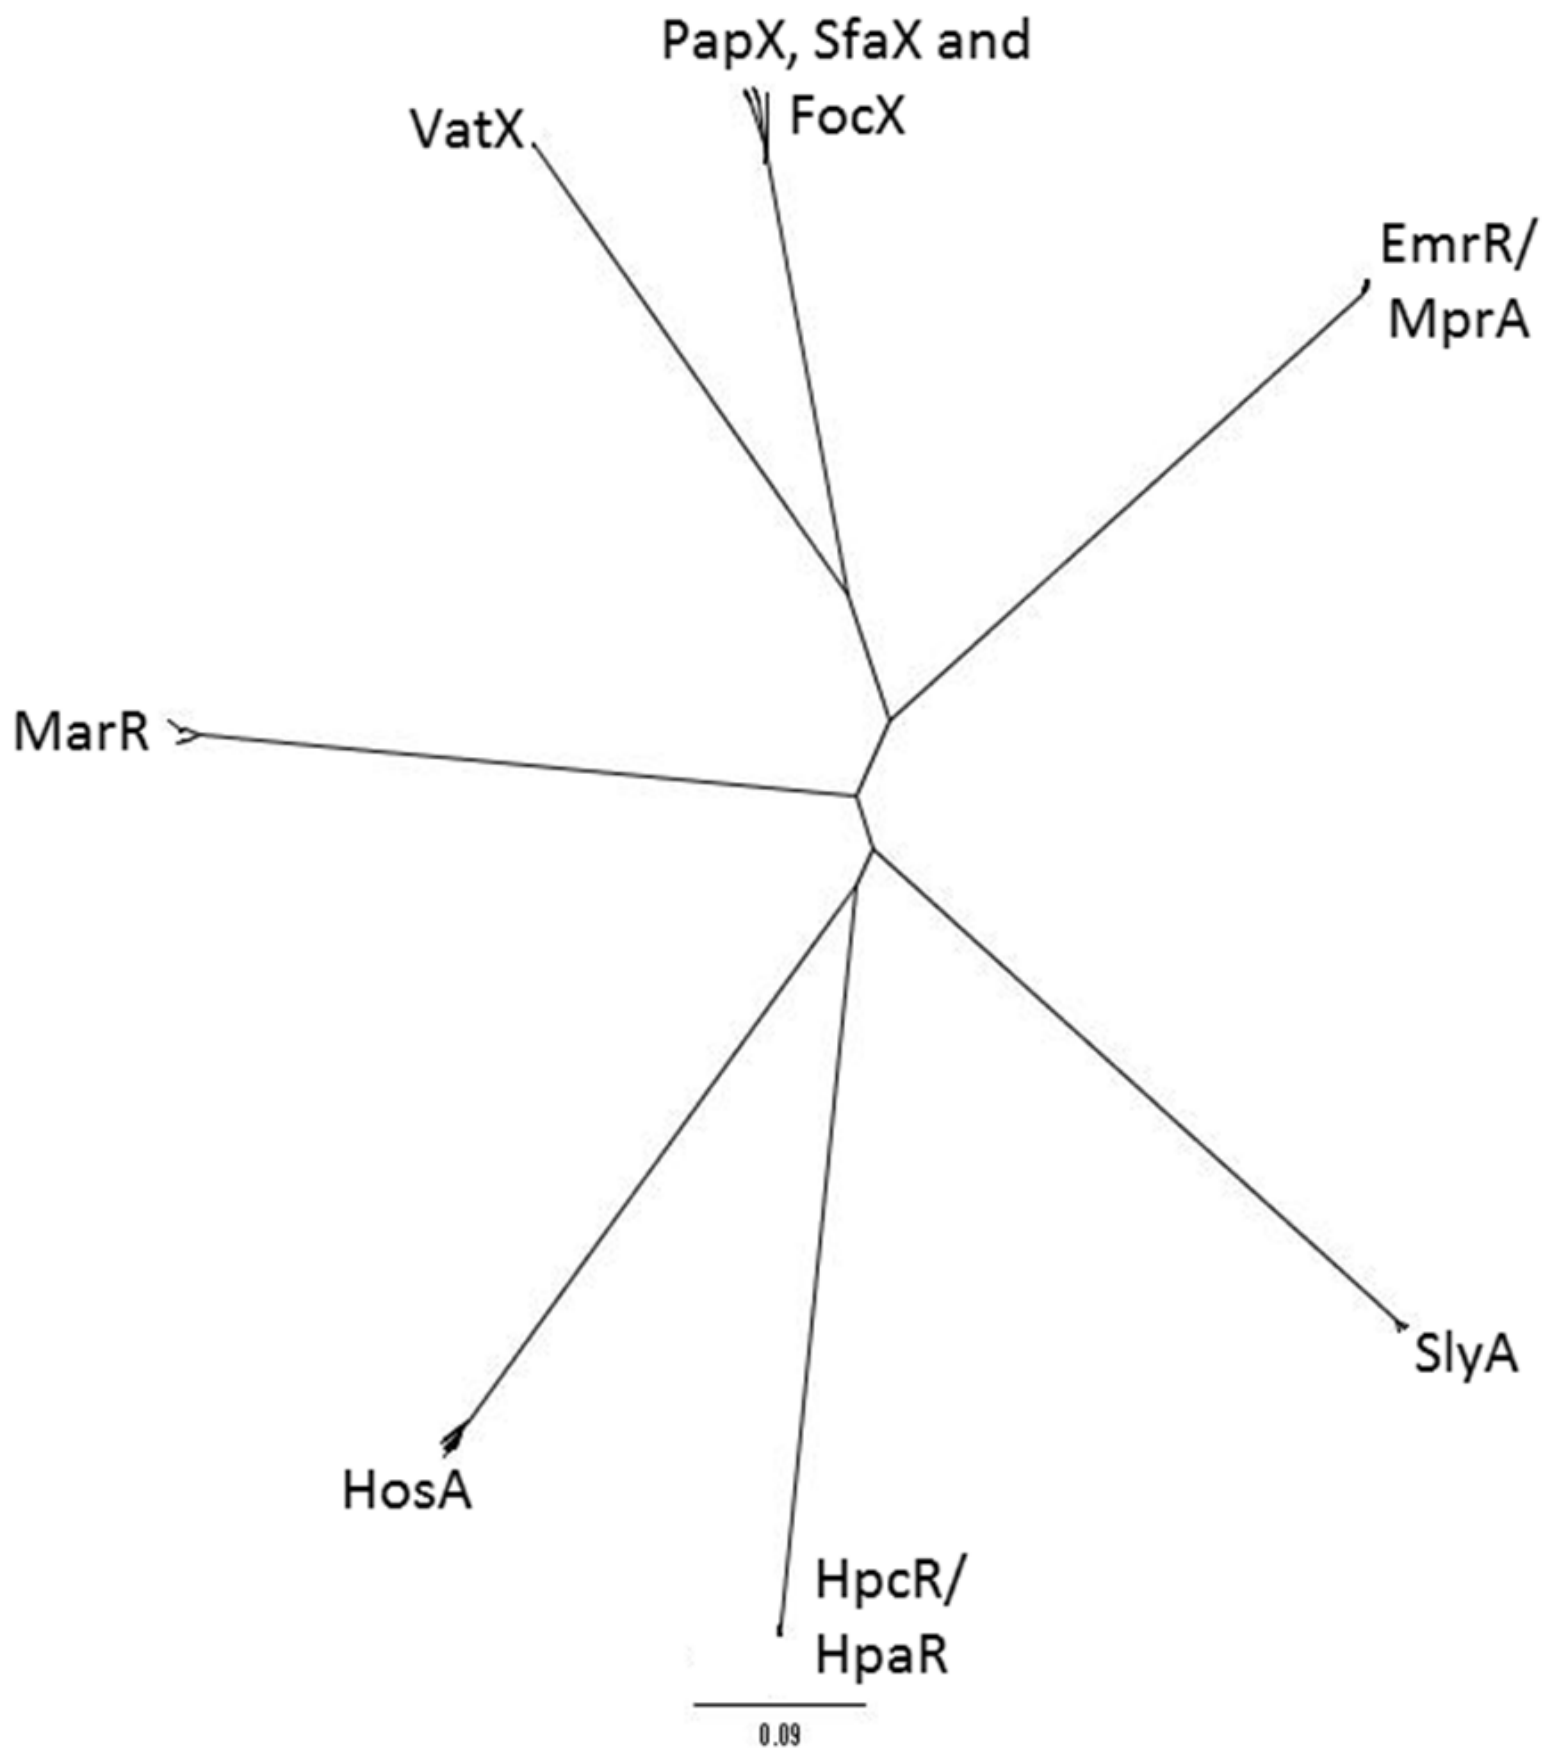 PapX, SfaX and
FocX
VatX
EmrR/
MprA
MarR
SlyA
HosA
HpcR/
HpaR
0.09